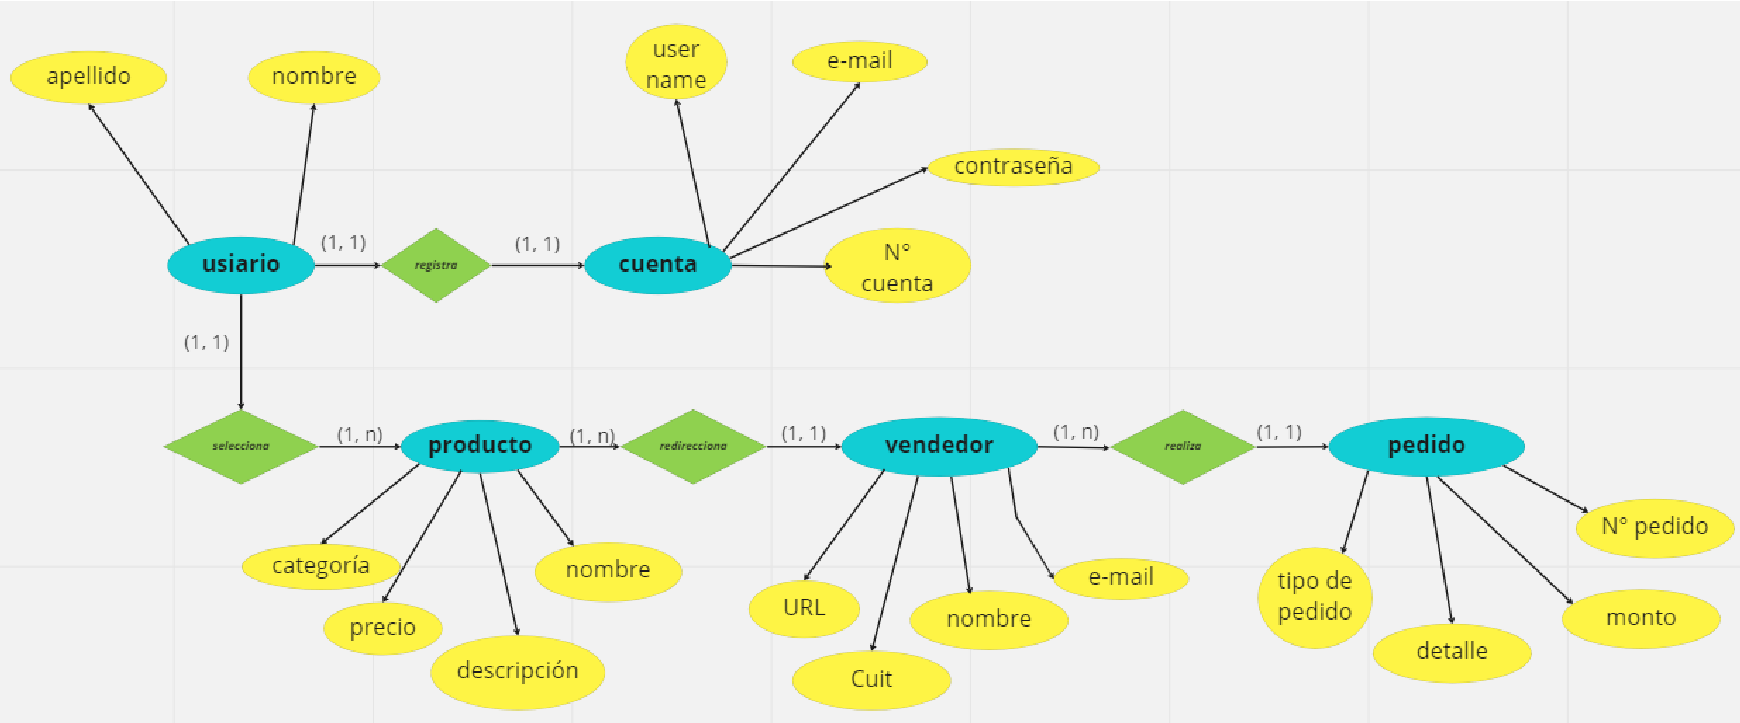 apellido
nombre
user
name
e-mail
contraseña
usiario
(1, 1)
registra
(1, 1)
cuenta
N°
cuenta
(1, 1)
selecciona
(1, n)
producto
(1, n)
redirecciona
(1, 1)
vendedor
(1, n)
realiza
(1, 1)
pedido
categoría
precio
descripción
nombre
URL
Cuit
nombre
e-mail
tipo de
pedido
detalle
monto
N° pedido